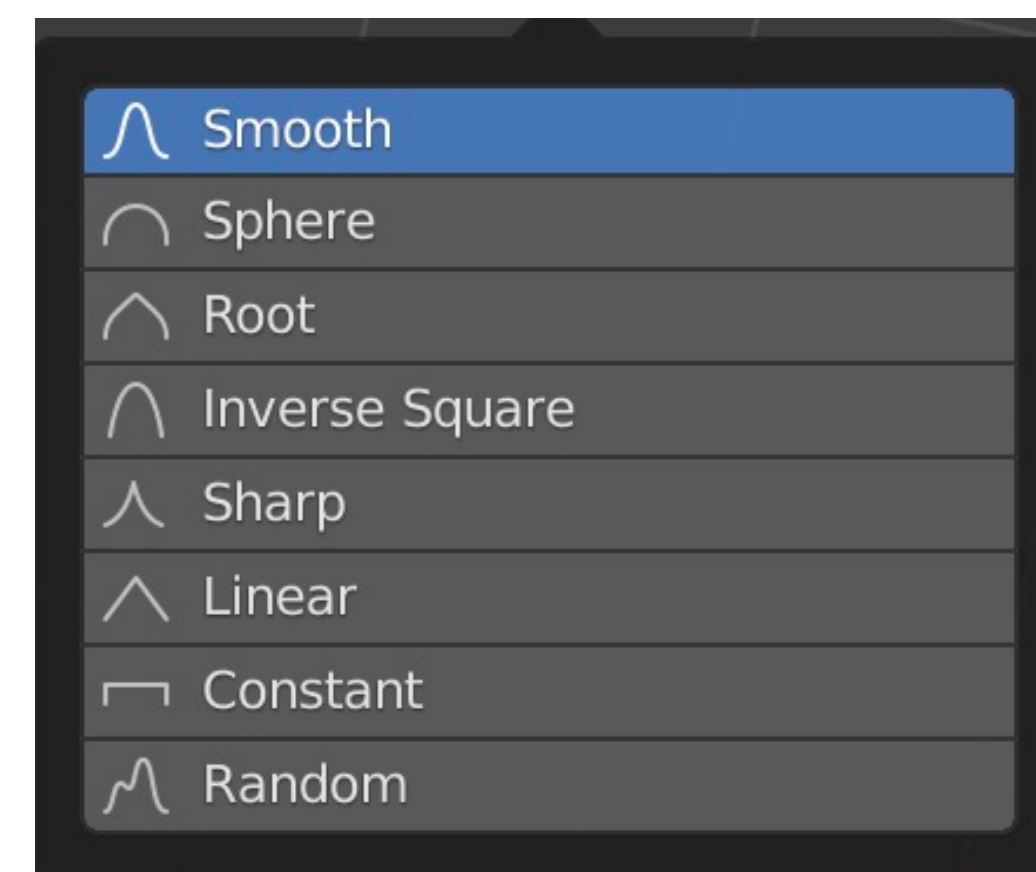 Smooth
Sphere
Root
Inverse Square
Sharp
Linear
Constant
Random